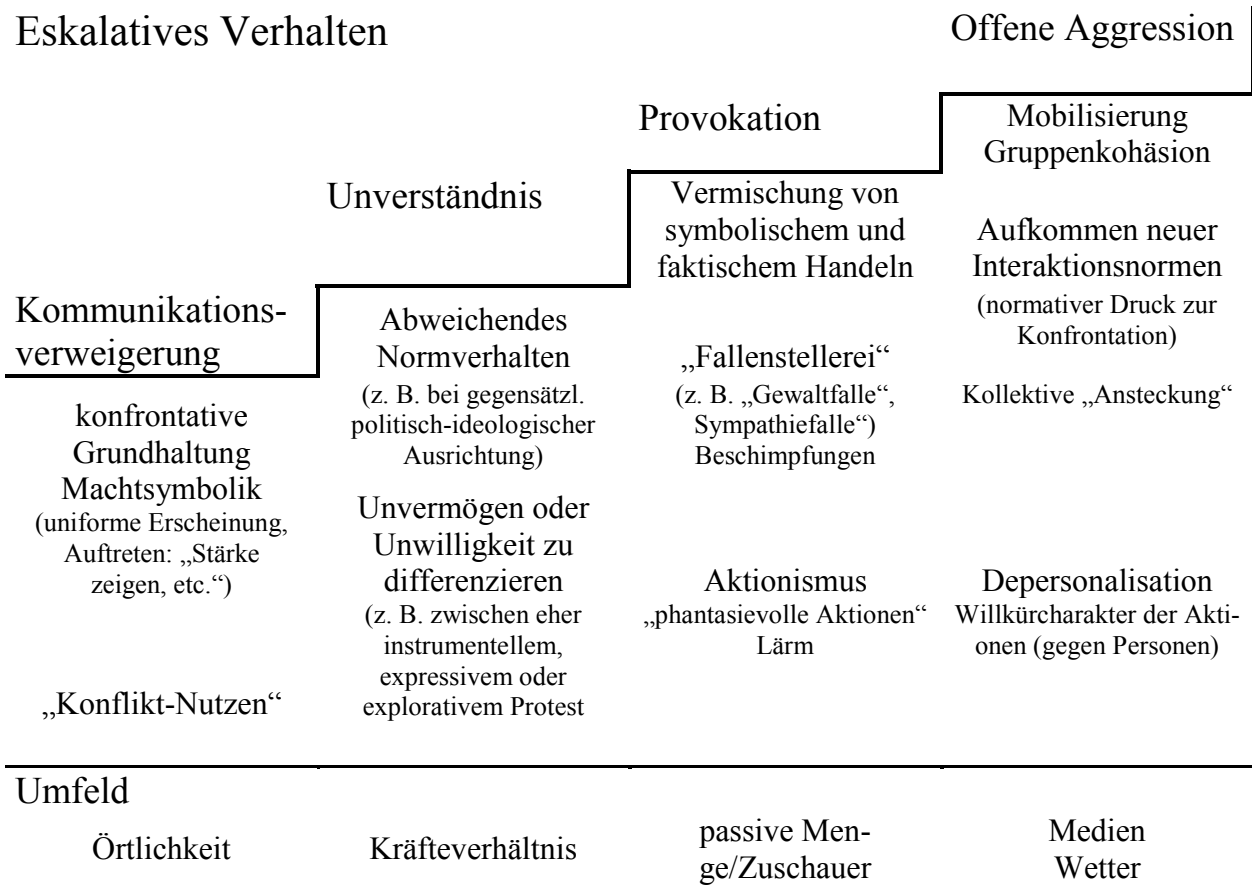 Eskalatives Verhalten
Offene Aggression
Provokation
Unverständnis
Kommunikations-
verweigerung
konfrontative
Grundhaltung
Machtsymbolik
(uniforme Erscheinung,
Auftreten: „Stärke
zeigen, etc.“)
„Konflikt-Nutzen“
Abweichendes
Normverhalten
(z. B. bei gegensätzl.
politisch-ideologischer
Ausrichtung)
Unvermögen oder
Unwilligkeit zu
differenzieren
(z. B. zwischen eher
instrumentellem,
expressivem oder
explorativem Protest
Vermischung von
symbolischem und
faktischem Handeln
„Fallenstellerei“
(z. B. „Gewaltfalle“,
Sympathiefalle“)
Beschimpfungen
Aktionismus
„phantasievolle Aktionen“
Lärm
Mobilisierung
Gruppenkohäsion
Aufkommen neuer
Interaktionsnormen
(normativer Druck zur
Konfrontation)
Kollektive „Ansteckung“
Depersonalisation
Willkürcharakter der Akti-
onen (gegen Personen)
Umfeld
Örtlichkeit
Kräfteverhältnis
passive Men-
ge/Zuschauer
Medien
Wetter